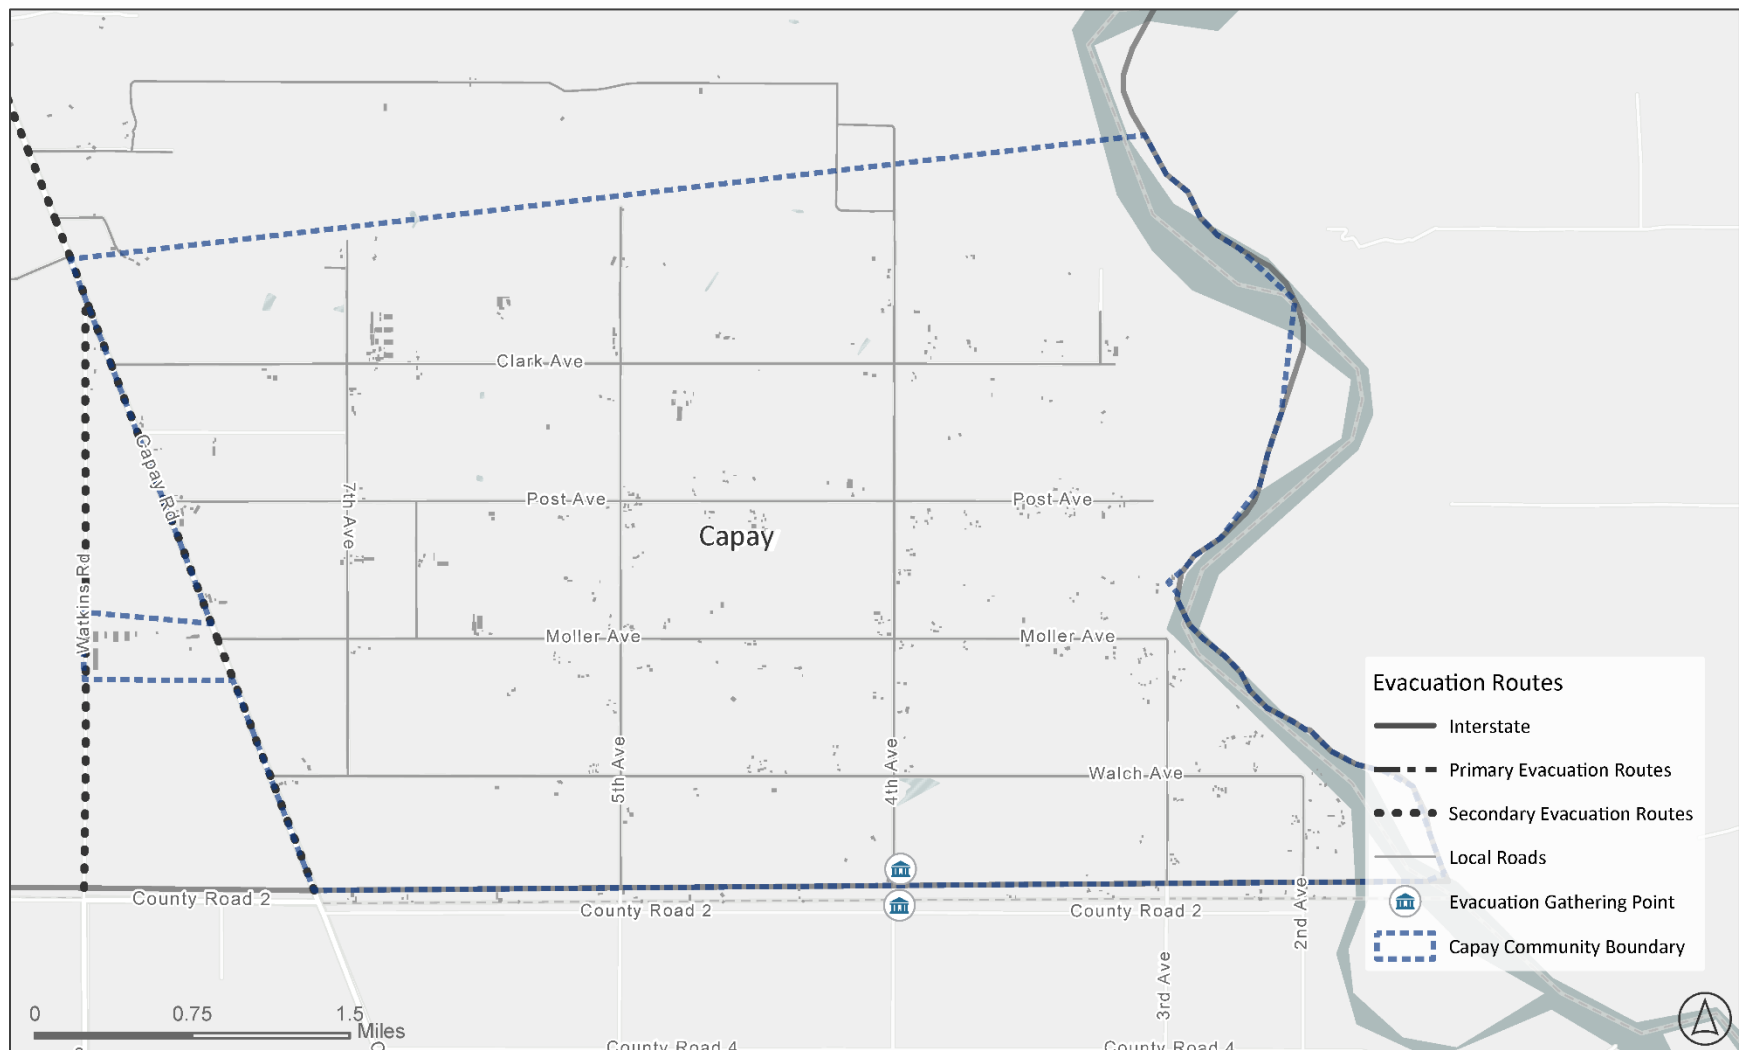 Clark Ave
Capay Rd
7th Ave
Post Ave
Post Ave
Capay
Watkins Rd
Moller Ave
Moller Ave
Evacuation Routes
Interstate
Primary Evacuation Routes
Secondary Evacuation Routes
Local Roads
Evacuation Gathering Point
Capay Community Boundary
5th Ave
4th Ave
Walch Ave
County Road 2
County Road 2
County Road 2
2nd Ave
3rd Ave
0 0.75 1.5
Miles
County Road 4
County Road 4